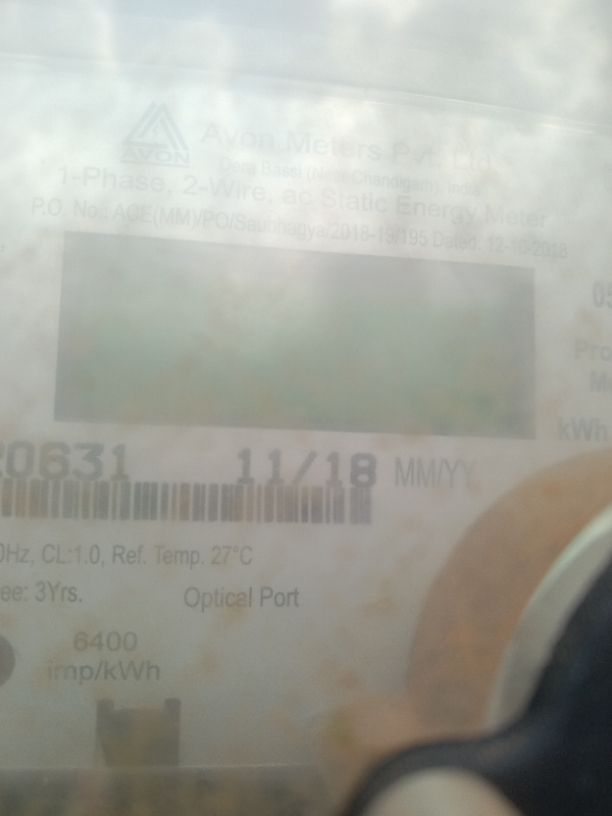 AVON
Avon Meters Pvt. Ltd.
Dera Bassi (Near Chandigarh), India
1-Phase, 2-Wire, ac Static Energy Meter
P.O. No.: ACE(MM)/PO/Saubhagya/2018-19/195 Dated: 12-10-2018
kWh
0631 11/18 MM/YY
CL:1.0, Ref. Temp. 27°C
3Yrs. Optical Port
6400
imp/kWh